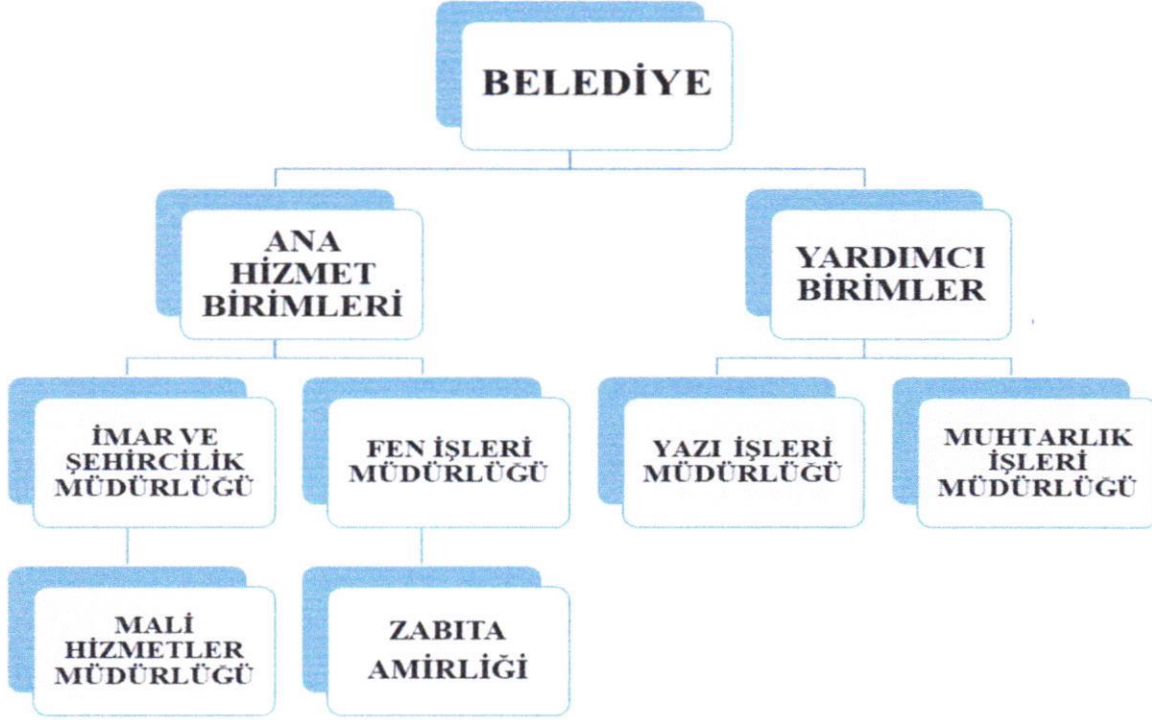 BELEDİYE
ANA
HİZMET
BİRİMLERİ
YARDIMCI
BİRİMLER
İMAR VE
ŞEHİRCİLİK
MÜDÜRLÜĞÜ
FEN İŞLERİ
MÜDÜRLÜĞÜ
YAZI İŞLERİ
MÜDÜRLÜĞÜ
MUHTARLIK
İŞLERİ
MÜDÜRLÜĞÜ
MALİ
HİZMETLER
MÜDÜRLÜĞÜ
ZABITA
AMİRLİĞİ